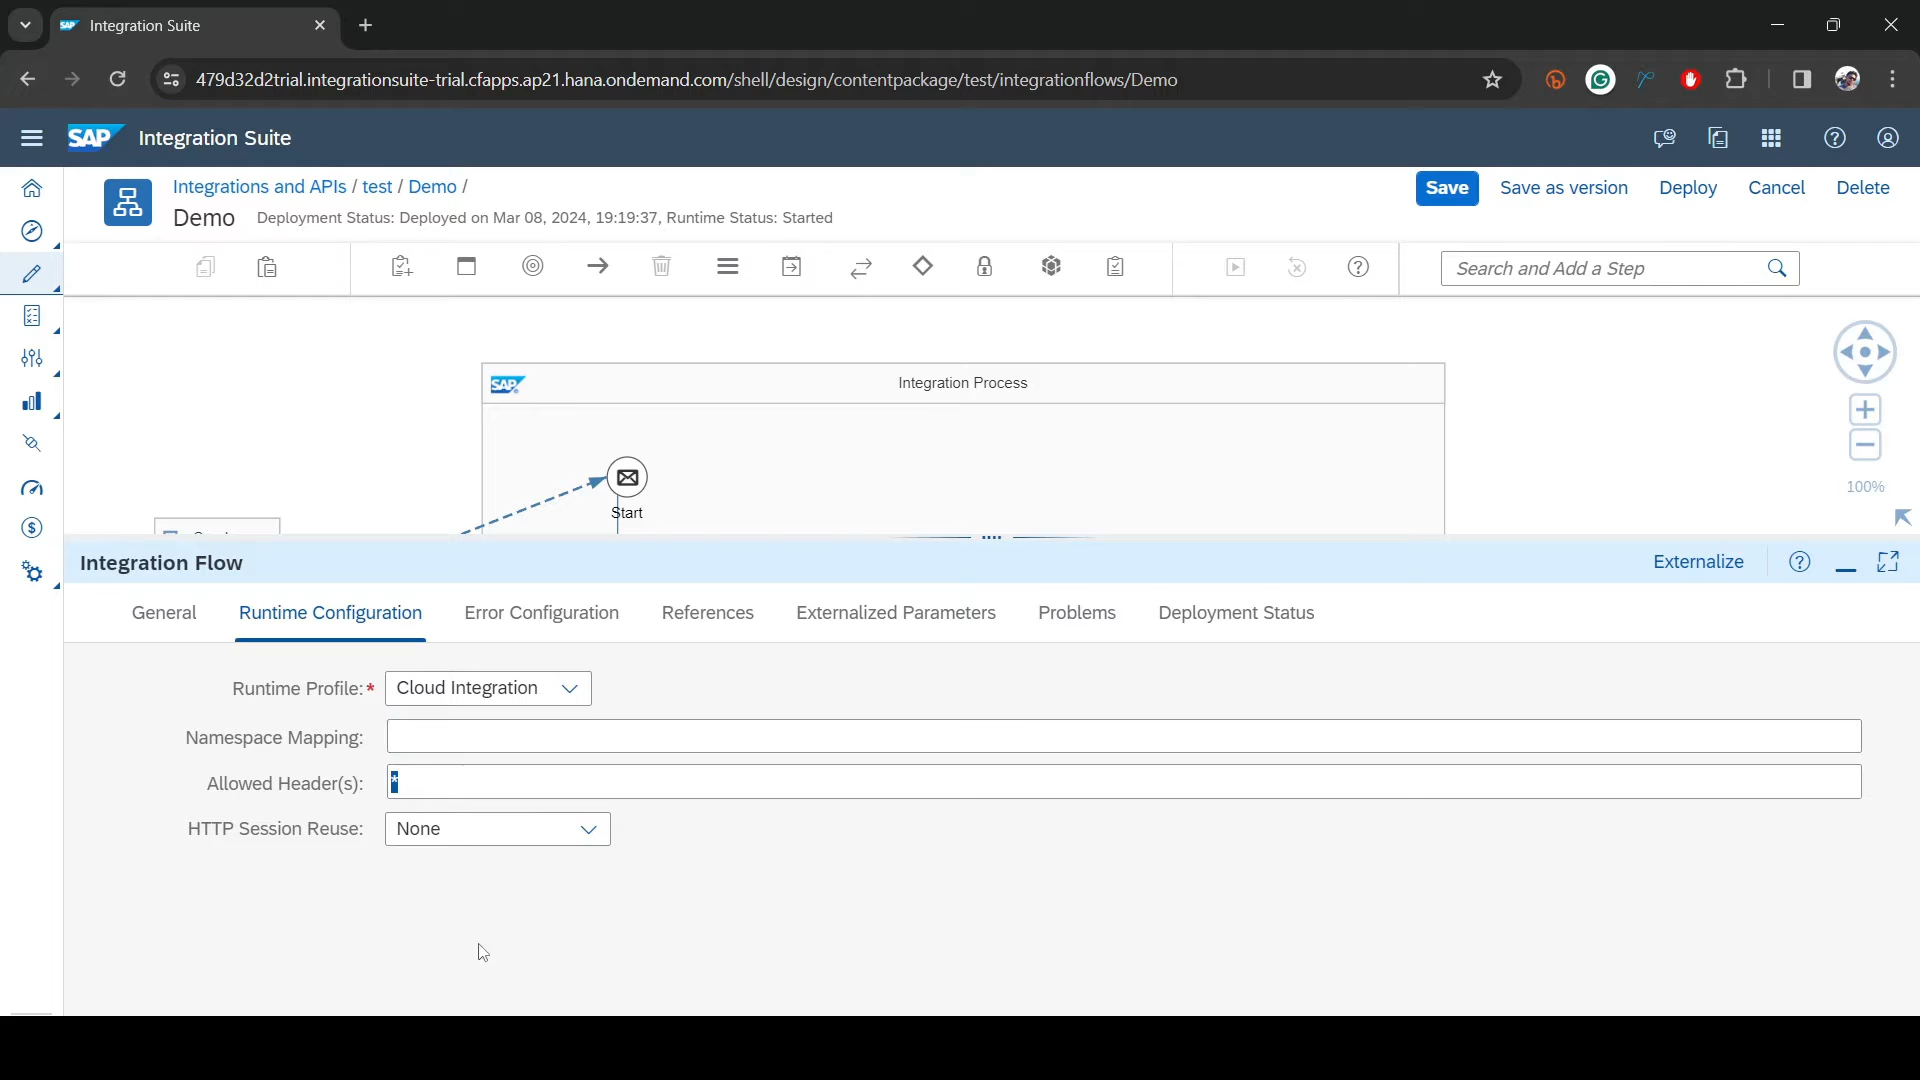 Integration Suite
479d32d2trial.integrationsuite-trial.cfapps.ap21.hana.ondemand.com/shell/design/contentpackage/test/integrationflows/Demo
SAP Integration Suite
Integrations and APIs / test / Demo /
Save Save as version Deploy Cancel Delete
Demo Deployment Status: Deployed on Mar 08, 2024, 19:19:37, Runtime Status: Started
Search and Add a Step
SAP Integration Process
100%
Start
Integration Flow Externalize
General Runtime Configuration Error Configuration References Externalized Parameters Problems Deployment Status
Runtime Profile:* Cloud Integration
Namespace Mapping:
Allowed Header(s): *
HTTP Session Reuse: None